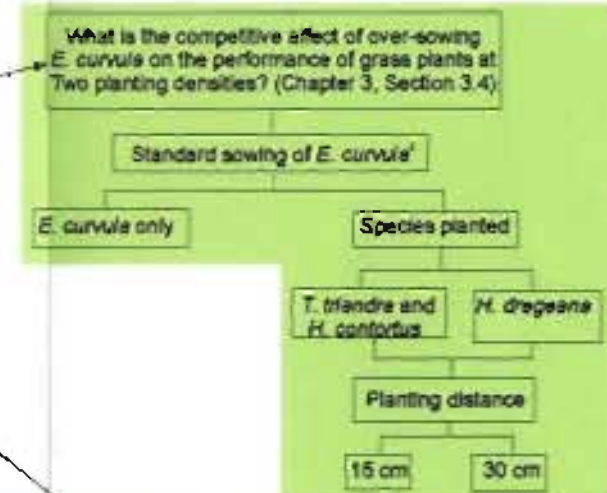 What is the competitive affect of over-sowing
E. curvula on the performance of grass plants at
Two planting densities? (Chapter 3, Section 3.4)
Standard sowing of E. curvula¹
E. curvula only
Species planted
T. triandra and
H. contortus
H. dregeana
Planting distance
15 cm
30 cm